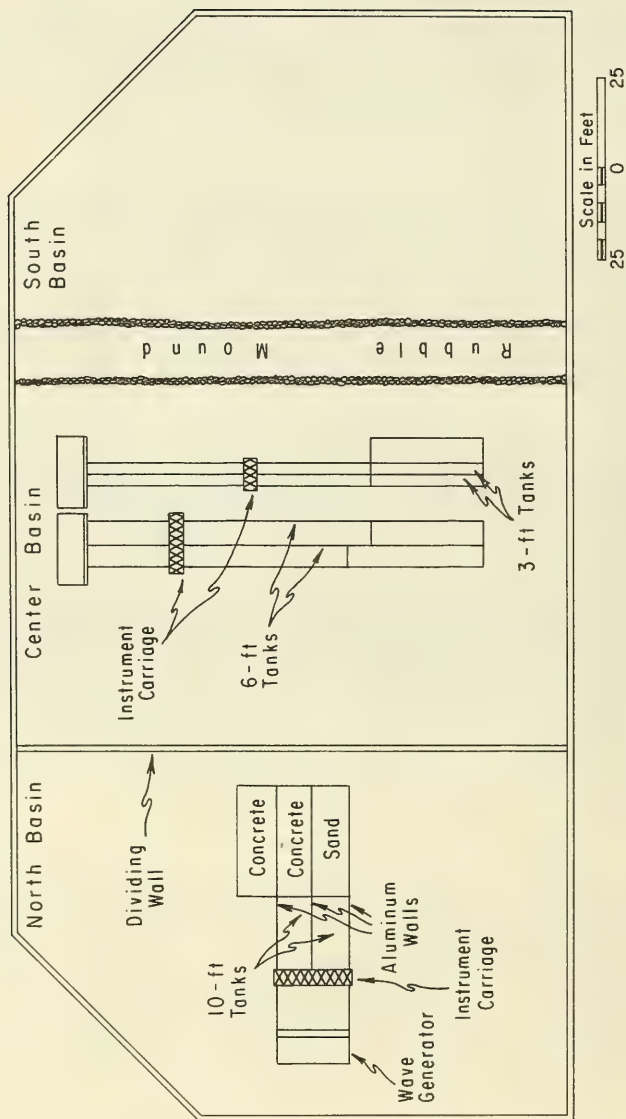 North Basin
Center Basin
South
Basin
Dividing
Wall
Instrument
Carriage
6-ft
Tanks
3-ft Tanks
Rubble Mound
Concrete
Concrete
Sand
10-ft
Tanks
Aluminum
Walls
Instrument
Carriage
Wave
Generator
Scale in Feet
25 0 25